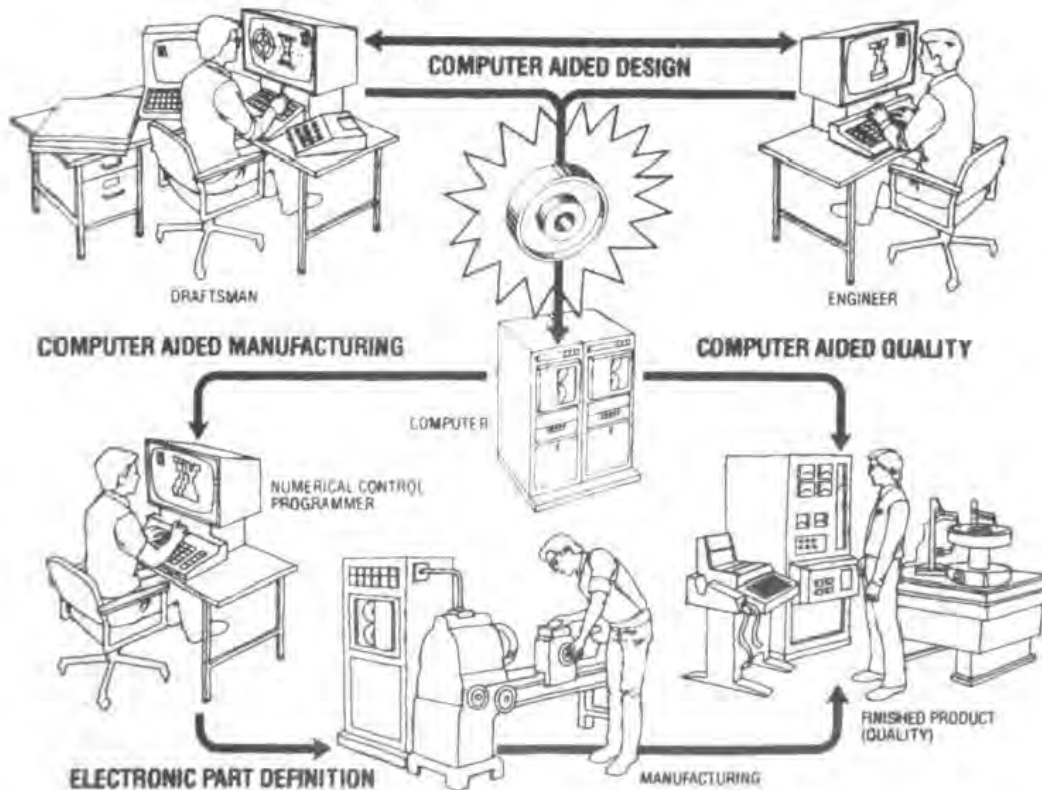 COMPUTER AIDED DESIGN
DRAFTSMAN
ENGINEER
COMPUTER AIDED MANUFACTURING
COMPUTER AIDED QUALITY
COMPUTER
NUMERICAL CONTROL
PROGRAMMER
FINISHED PRODUCT
(QUALITY)
ELECTRONIC PART DEFINITION
MANUFACTURING